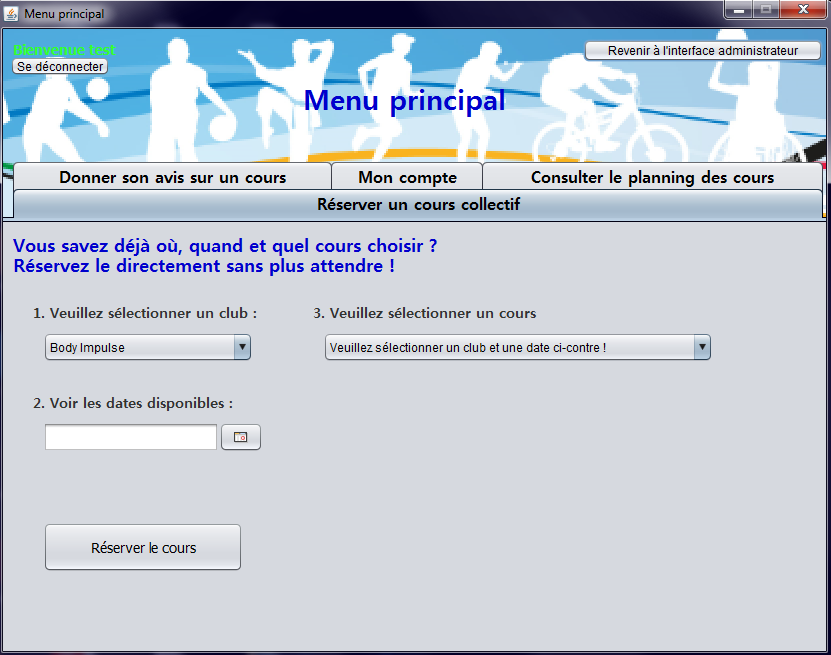 Menu principal
Bienvenue test
Se déconnecter
Revenir à l'interface administrateur
Menu principal
Donner son avis sur un cours
Mon compte
Consulter le planning des cours
Réserver un cours collectif
Vous savez déjà où, quand et quel cours choisir ?
Réservez le directement sans plus attendre !
1. Veuillez sélectionner un club :
3. Veuillez sélectionner un cours
Body Impulse
Veuillez sélectionner un club et une date ci-contre !
2. Voir les dates disponibles :
Réserver le cours